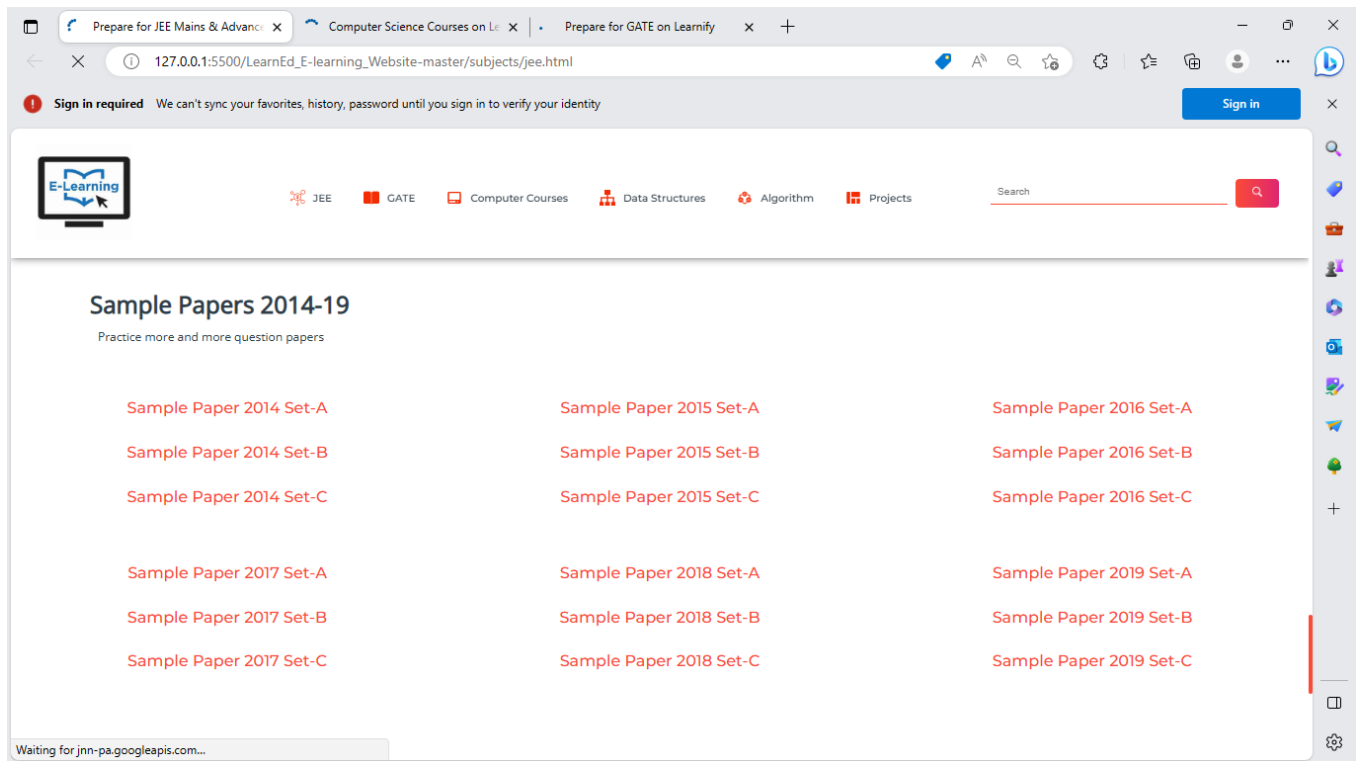 Prepare for JEE Mains & Advance Computer Science Courses on Le Prepare for GATE on Learnify
127.0.0.1:5500/LearnEd_E-learning_Website-master/subjects/jee.html
Sign in required We can't sync your favorites, history, password until you sign in to verify your identity Sign in
E-Learning
JEE GATE Computer Courses Data Structures Algorithm Projects Search
Sample Papers 2014-19
Practice more and more question papers
Sample Paper 2014 Set-A Sample Paper 2015 Set-A Sample Paper 2016 Set-A
Sample Paper 2014 Set-B Sample Paper 2015 Set-B Sample Paper 2016 Set-B
Sample Paper 2014 Set-C Sample Paper 2015 Set-C Sample Paper 2016 Set-C
Sample Paper 2017 Set-A Sample Paper 2018 Set-A Sample Paper 2019 Set-A
Sample Paper 2017 Set-B Sample Paper 2018 Set-B Sample Paper 2019 Set-B
Sample Paper 2017 Set-C Sample Paper 2018 Set-C Sample Paper 2019 Set-C
Waiting for jnn-pa.googleapis.com...